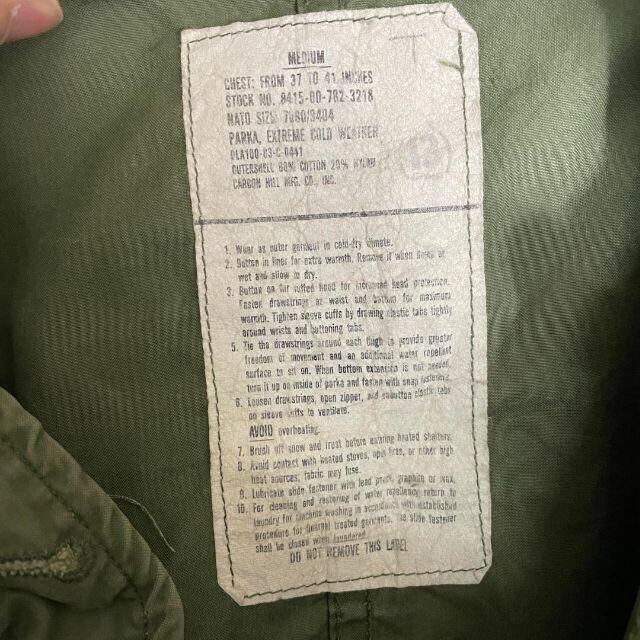 MEDIUM
CHEST: FROM 37 TO 41 INCHES
STOCK NO. 8415-00-782-3218
NATO SIZE: 7080/9404
PARKA, EXTREME COLD WEATHER
DLA100-83-C-0441
OUTERSHELL 80% COTTON 20% NYLON
CARBON HILL MFG. CO., INC.
13
1. Wear as outer garment in cold-dry climate.
2. Button in liner for extra warmth. Remove it when damp or
wet and allow to dry.
3. Button on fur ruffed hood for increased head protection.
Fasten drawstrings at waist and bottom for maximum
warmth. Tighten sleeve cuffs by drawing elastic tabs tightly
around wrists and buttoning tabs.
5. Tie the drawstrings around each thigh to provide greater
freedom of movement and an additional water repellent
surface to sit on. When bottom extension is not needed,
turn it up on inside of parka and fasten with snap fasteners.
6. Loosen drawstrings, open zipper, and unbutton elastic tabs
on sleeve cuffs to ventilate.
AVOID overheating.
7. Brush off snow and frost before entering heated shelters.
8. Avoid contact with heated stoves, open fires, or other high
heat sources, fabric may fuse.
9. Lubricate slide fastener with lead pencil graphite or wax.
10. For cleaning and restoring of water repellency return to
laundry for machine washing in accordance with established
procedure for quarpel treated garments. The slide fastener
shall be closed when laundered.
DO NOT REMOVE THIS LABEL